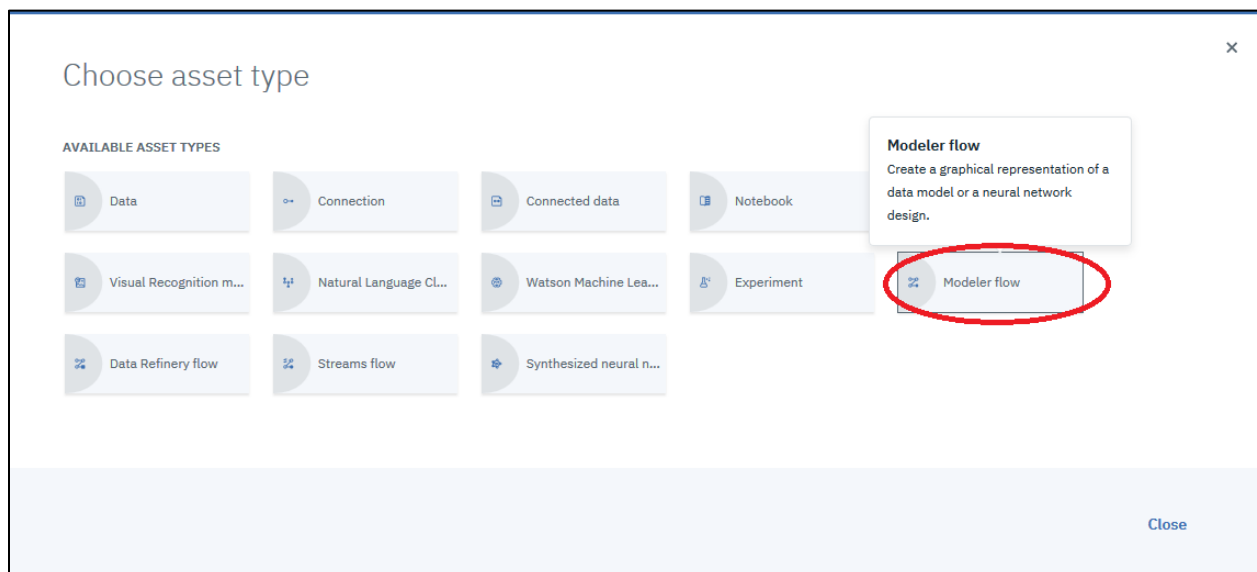 ×
Choose asset type
AVAILABLE ASSET TYPES
Modeler flow
Create a graphical representation of a
data model or a neural network
design.
Data
Connection
Connected data
Notebook
Visual Recognition m...
Natural Language Cl...
Watson Machine Lea...
Experiment
Modeler flow
Data Refinery flow
Streams flow
Synthesized neural n...
Close